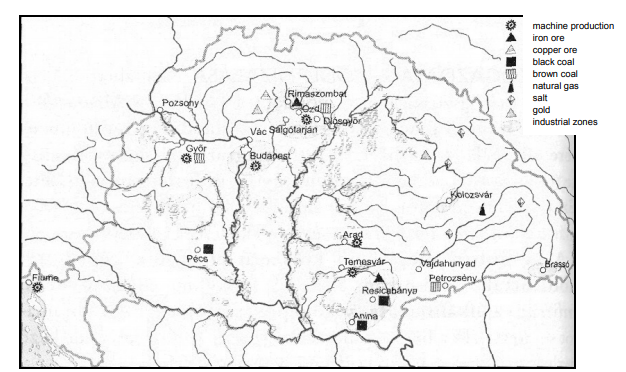 machine production
iron ore
copper ore
black coal
brown coal
natural gas
salt
gold
industrial zones
Rimaszombat
Pozsony
Ózd
Diósgyőr
Vác
Salgótarján
Győr
Budapest
Kolozsvár
Arad
Pécs
Temesvár
Vajdahunyad
Brassó
Fiume
Petrozsény
Resicabánya
Anina